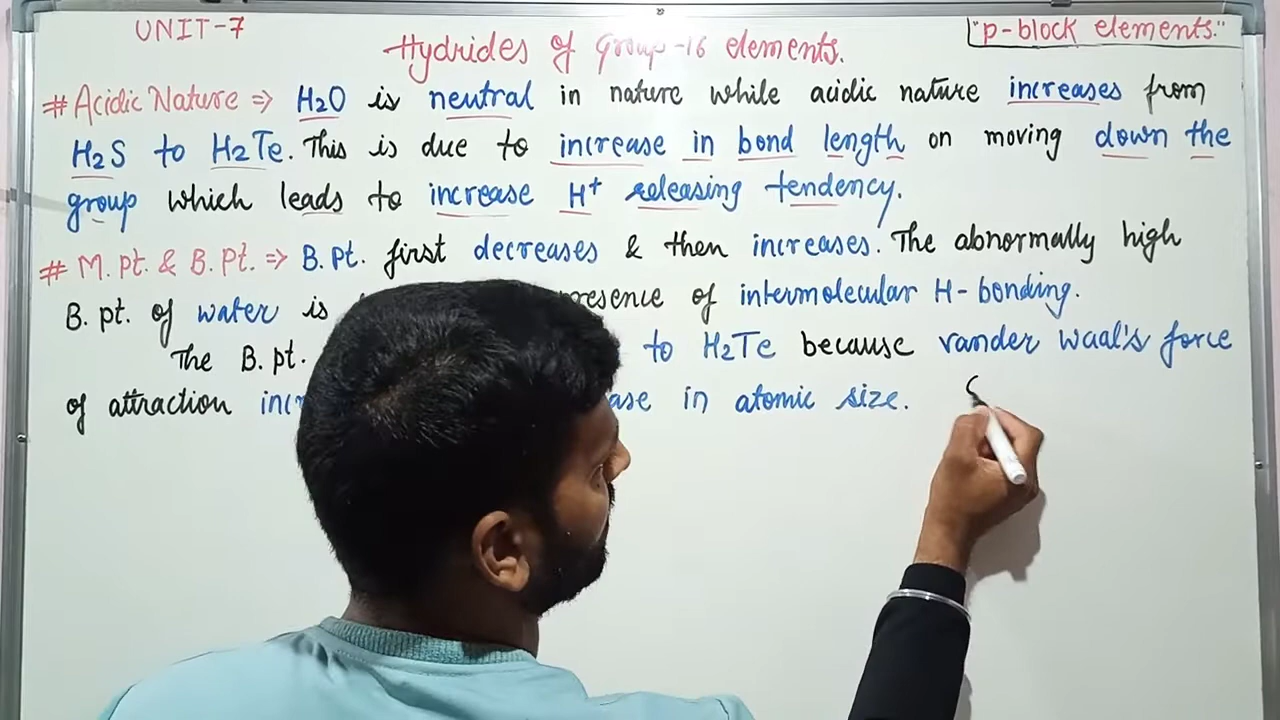 UNIT-7
"p-block elements."
Hydrides of Group-16 elements.
# Acidic Nature ⇒ H2O is neutral in nature while acidic nature increases from
H2S to H2Te. This is due to increase in bond length on moving down the
group which leads to increase H⁺ releasing tendency.
# M.pt. & B.pt. ⇒ B.pt. first decreases & then increases. The abnormally high
B.pt. of water is of intermolecular H-bonding.
The B.pt. to H2Te because vander waal's force
of attraction in atomic size.